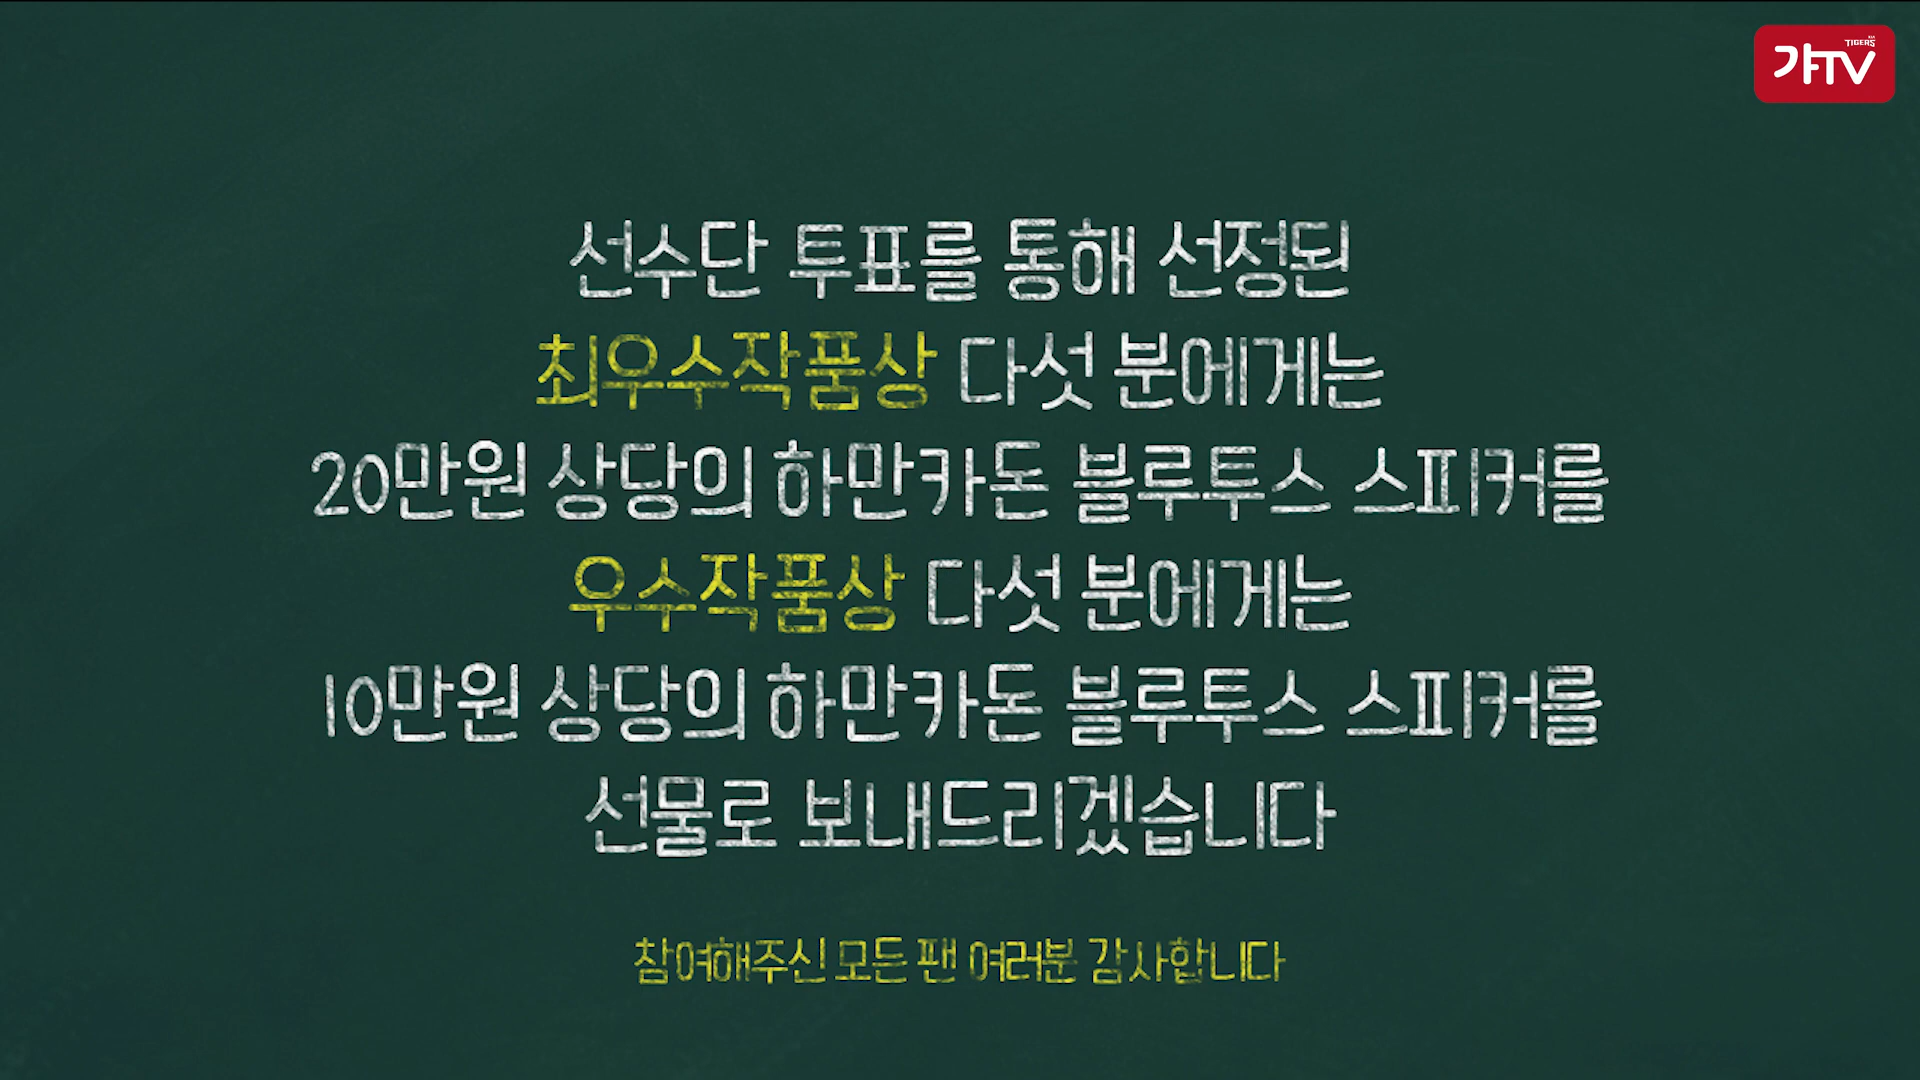 KIA
TIGERS
갸TV
선수단 투표를 통해 선정된
최우수작품상 다섯 분에게는
20만원 상당의 하만카돈 블루투스 스피커를
우수작품상 다섯 분에게는
10만원 상당의 하만카돈 블루투스 스피커를
선물로 보내드리겠습니다
참여해주신 모든 팬 여러분 감사합니다